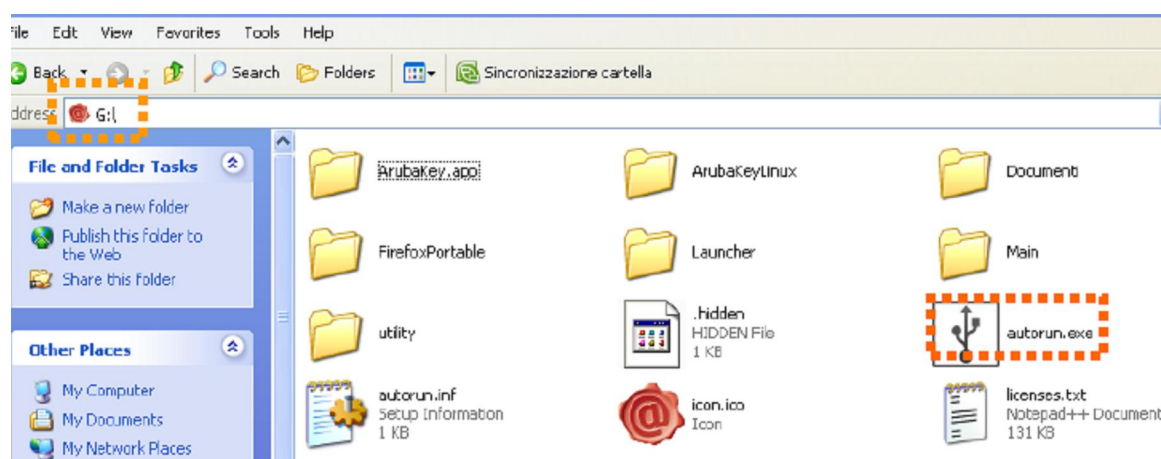 File Edit View Favorites Tools Help
Back Search Folders Sincronizzazione cartella
Address G:\
File and Folder Tasks
Make a new folder
Publish this folder to
the Web
Share this folder
Other Places
My Computer
My Documents
My Network Places
ArubaKey.app ArubaKeyLinux Documenti
FirefoxPortable Launcher Main
utility
.hidden
HIDDEN File
1 KB
autorun.exe
autorun.inf
Setup Information
1 KB
icon.ico
Icon
licenses.txt
Notepad++ Document
131 KB